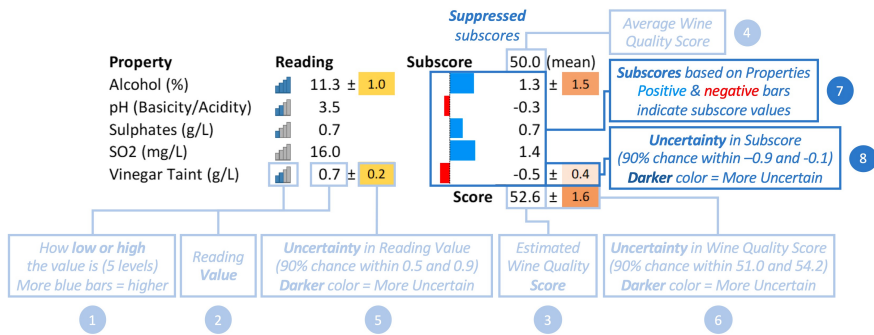 Suppressed
subscores
Average Wine
Quality Score
4
Property Reading Subscore 50.0 (mean)
Alcohol (%) 11.3 ± 1.0 1.3 ± 1.5
pH (Basicity/Acidity) 3.5 -0.3
Sulphates (g/L) 0.7 0.7
SO2 (mg/L) 16.0 1.4
Vinegar Taint (g/L) 0.7 ± 0.2 -0.5 ± 0.4
Score 52.6 ± 1.6
Subscores based on Properties
Positive & negative bars
indicate subscore values
7
Uncertainty in Subscore
(90% chance within –0.9 and -0.1)
Darker color = More Uncertain
8
How low or high
the value is (5 levels)
More blue bars = higher
1
Reading
Value
2
Uncertainty in Reading Value
(90% chance within 0.5 and 0.9)
Darker color = More Uncertain
5
Estimated
Wine Quality
Score
3
Uncertainty in Wine Quality Score
(90% chance within 51.0 and 54.2)
Darker color = More Uncertain
6